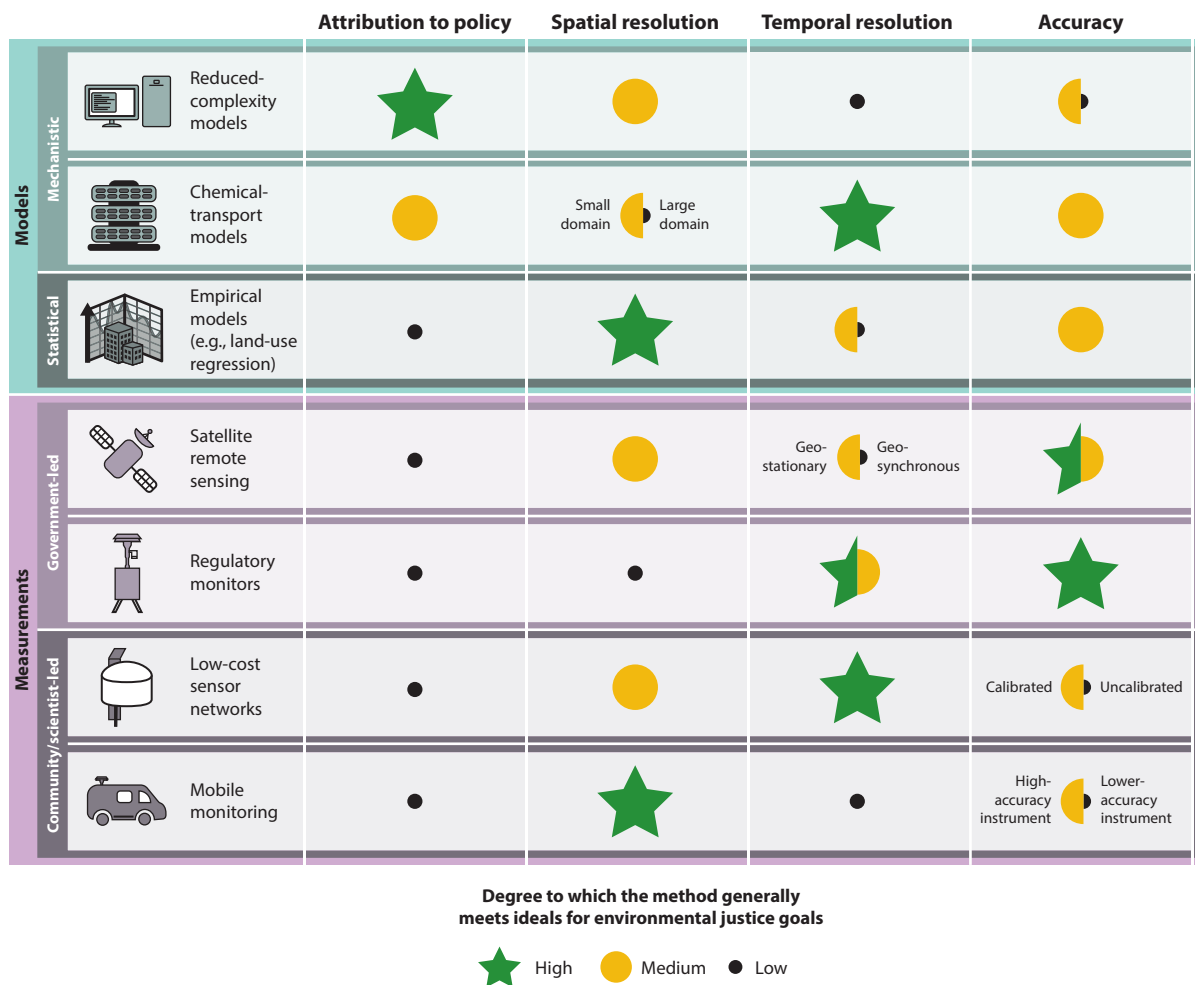 Attribution to policy
Spatial resolution
Temporal resolution
Accuracy
Models
Mechanistic
Reduced-
complexity
models
Chemical-
transport
models
Small
domain
Large
domain
Statistical
Empirical
models
(e.g., land-use
regression)
Measurements
Government-led
Satellite
remote
sensing
Geo-
stationary
Geo-
synchronous
Regulatory
monitors
Community/scientist-led
Low-cost
sensor
networks
Calibrated
Uncalibrated
Mobile
monitoring
High-
accuracy
instrument
Lower-
accuracy
instrument
Degree to which the method generally
meets ideals for environmental justice goals
High
Medium
Low